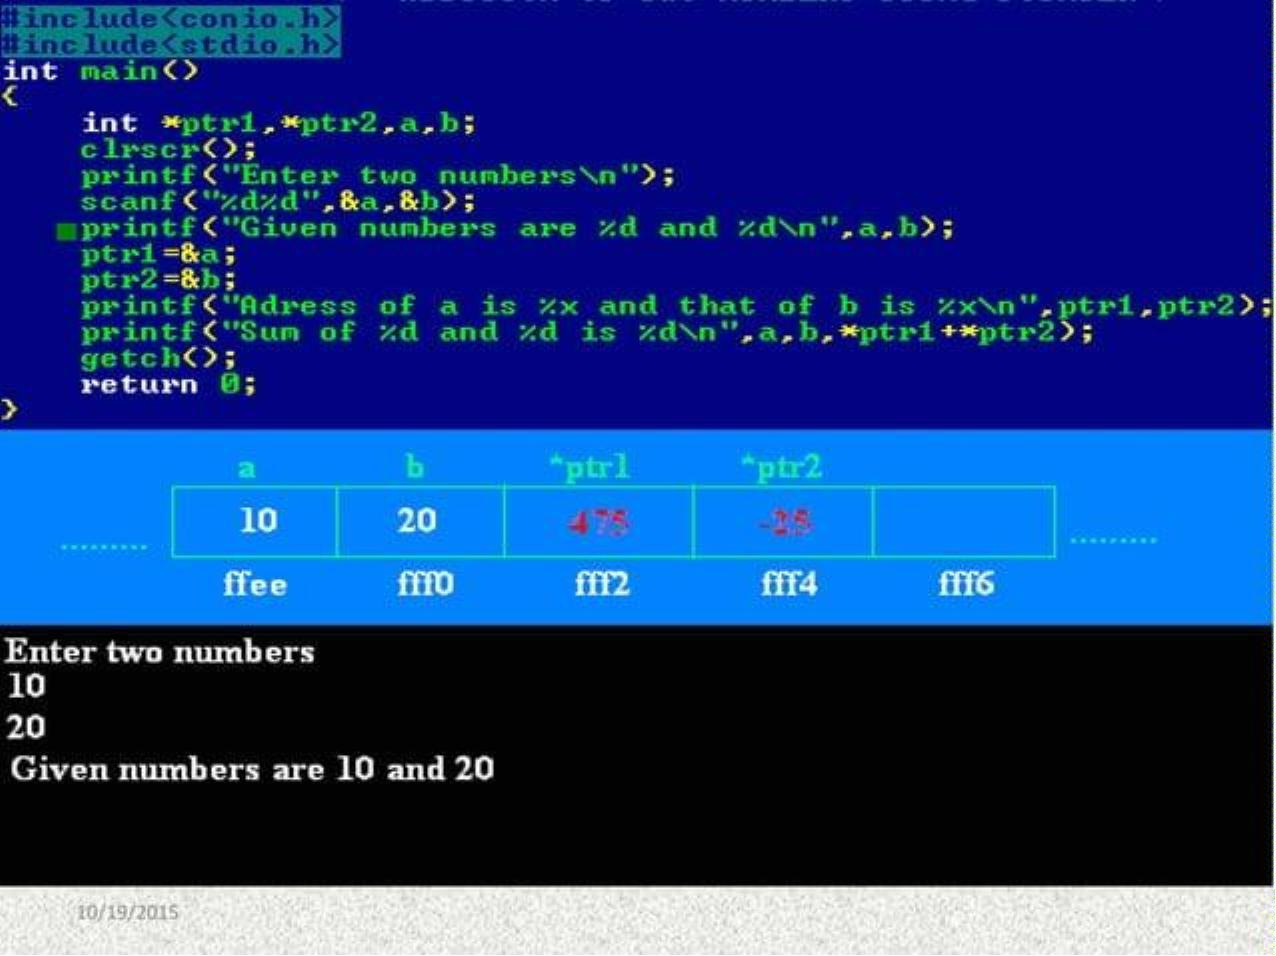 #include<conio.h>
#include<stdio.h>
int main()
{
int *ptr1,*ptr2,a,b;
clrscr();
printf("Enter two numbers\n");
scanf("%d%d",&a,&b);
printf("Given numbers are %d and %d\n",a,b);
ptr1=&a;
ptr2=&b;
printf("Adress of a is %x and that of b is %x\n",ptr1,ptr2);
printf("Sum of %d and %d is %d\n",a,b,*ptr1+*ptr2);
getch();
return 0;
}
a b *ptr1 *ptr2
......... 10 20 475 -25 .........
ffee fff0 fff2 fff4 fff6
Enter two numbers
10
20
Given numbers are 10 and 20
10/19/2015